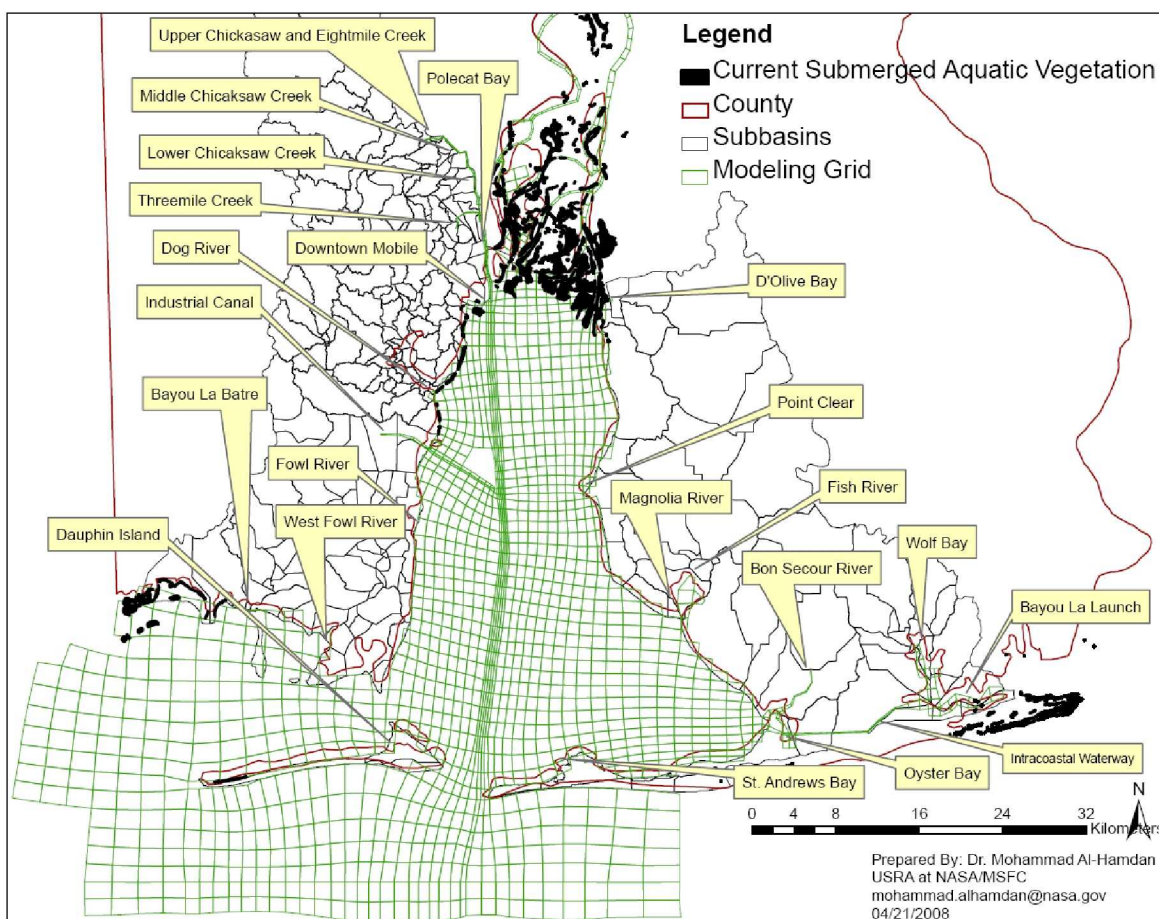 Upper Chickasaw and Eightmile Creek
Polecat Bay
Middle Chicaksaw Creek
Lower Chicaksaw Creek
Threemile Creek
Dog River
Downtown Mobile
Industrial Canal
Bayou La Batre
Fowl River
West Fowl River
Dauphin Island
Legend
Current Submerged Aquatic Vegetation
County
Subbasins
Modeling Grid
D'Olive Bay
Point Clear
Magnolia River
Fish River
Bon Secour River
Wolf Bay
Bayou La Launch
St. Andrews Bay
Oyster Bay
Intracoastal Waterway
N
0 4 8 16 24 32
Kilometers
Prepared By: Dr. Mohammad Al-Hamdan
USRA at NASA/MSFC
mohammad.alhamdan@nasa.gov
04/21/2008